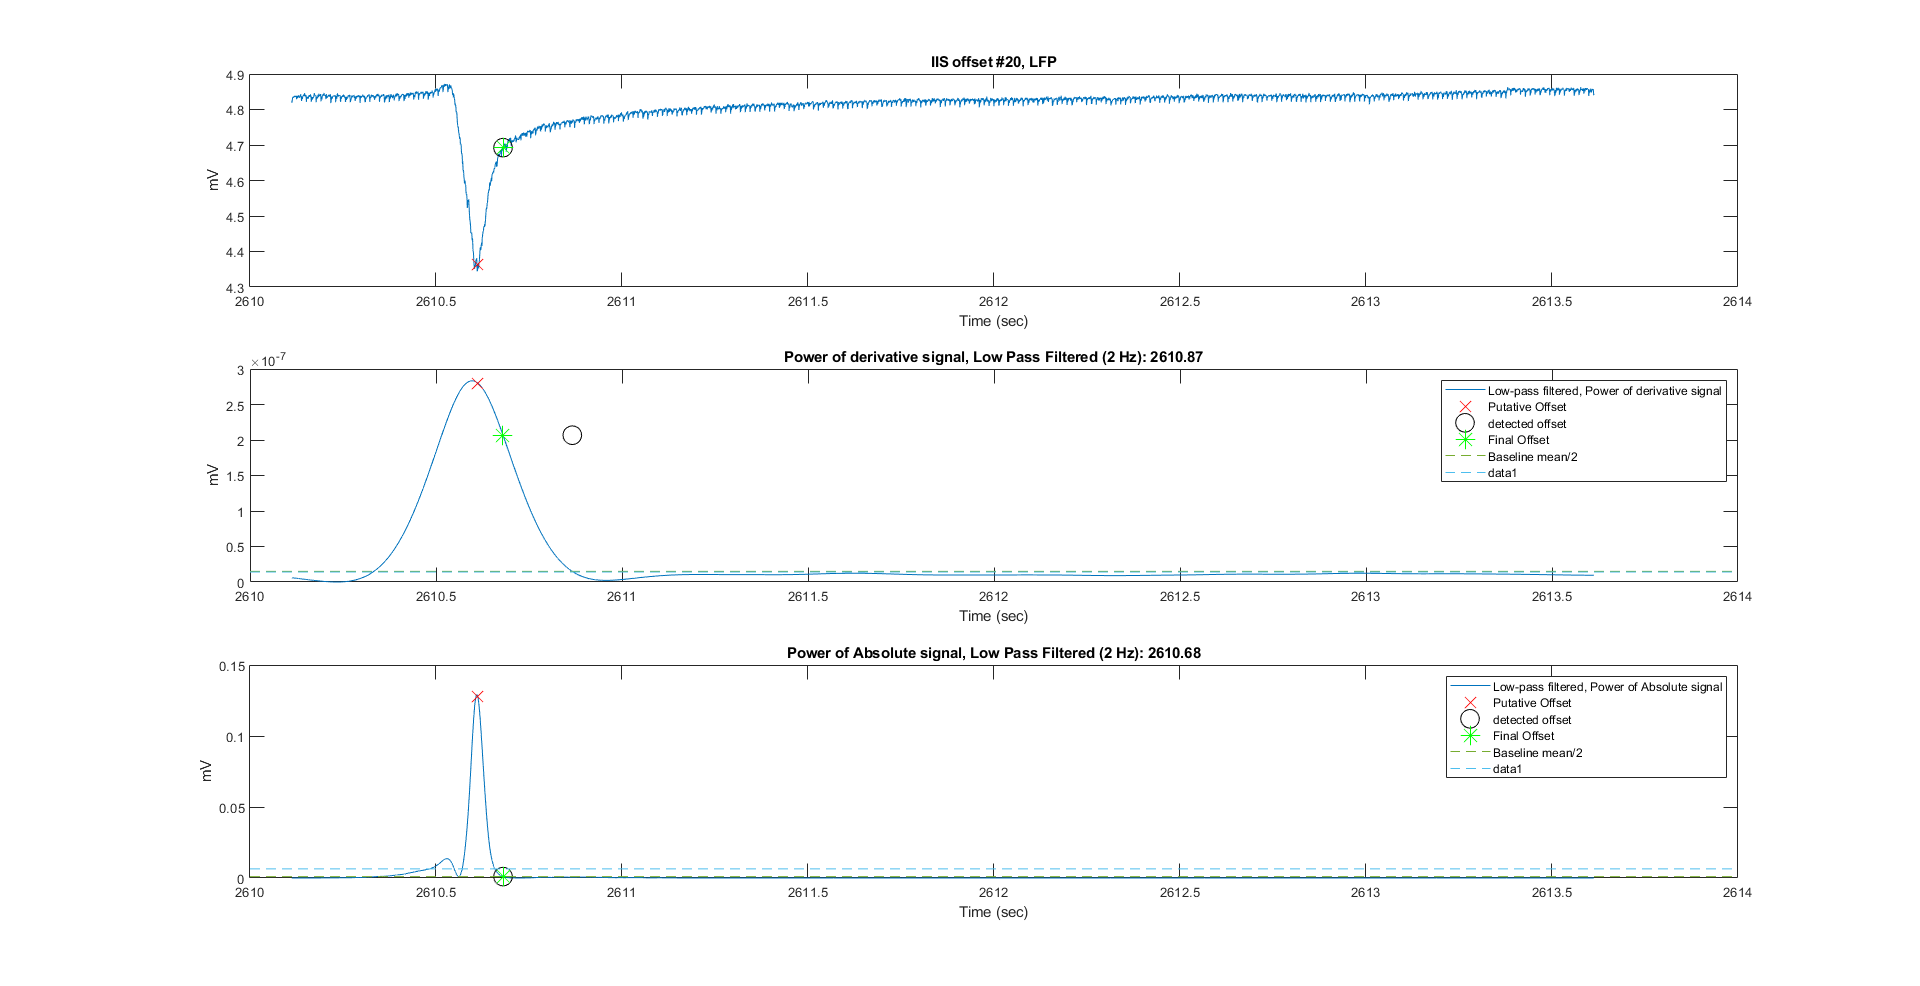 IIS offset #20, LFP
4.9
4.8
4.7
4.6
4.5
4.4
4.3
mV
2610 2610.5 2611 2611.5 2612 2612.5 2613 2613.5 2614
Time (sec)
×10-7
Power of derivative signal, Low Pass Filtered (2 Hz): 2610.87
3
2.5
2
1.5
1
0.5
0
mV
Low-pass filtered, Power of derivative signal
Putative Offset
detected offset
Final Offset
Baseline mean/2
data1
2610 2610.5 2611 2611.5 2612 2612.5 2613 2613.5 2614
Time (sec)
Power of Absolute signal, Low Pass Filtered (2 Hz): 2610.68
0.15
0.1
0.05
0
mV
Low-pass filtered, Power of Absolute signal
Putative Offset
detected offset
Final Offset
Baseline mean/2
data1
2610 2610.5 2611 2611.5 2612 2612.5 2613 2613.5 2614
Time (sec)